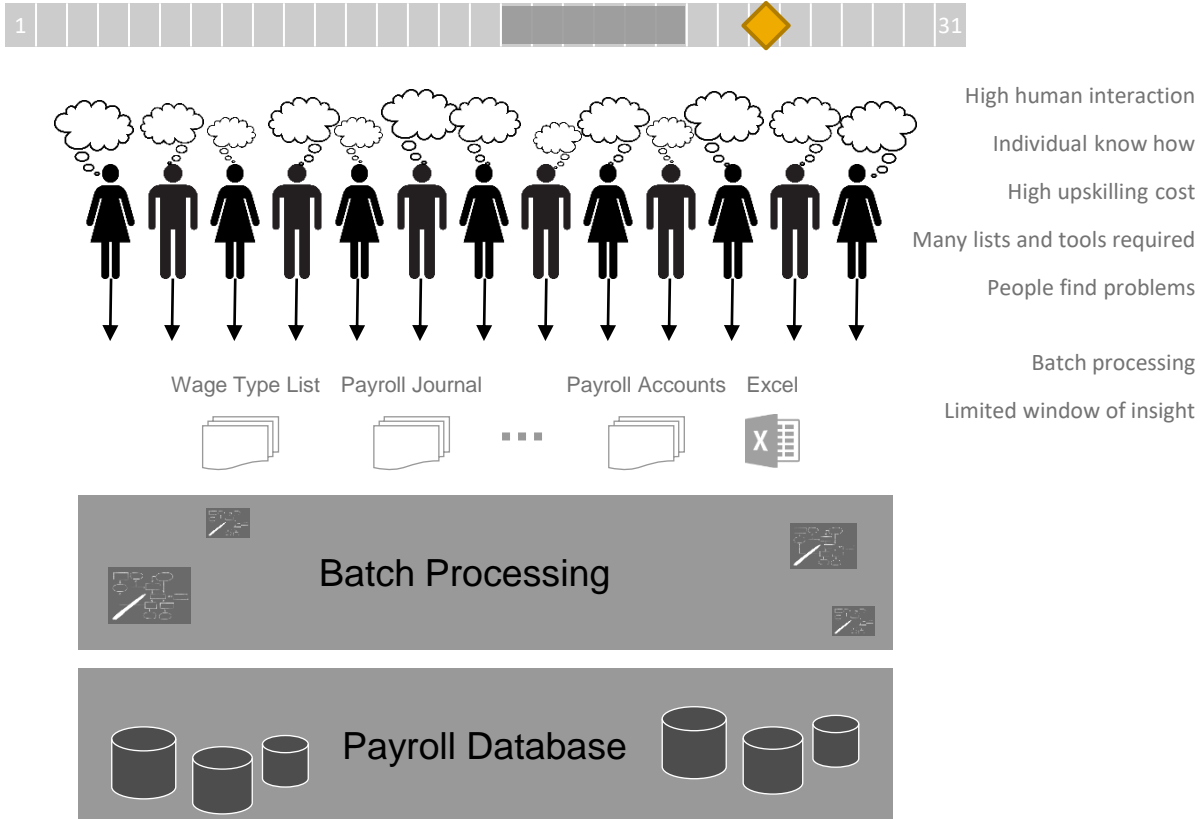 1
31
High human interaction
Individual know how
High upskilling cost
Many lists and tools required
People find problems
Batch processing
Limited window of insight
Wage Type List
Payroll Journal
Payroll Accounts
Excel
X
Batch Processing
Payroll Database